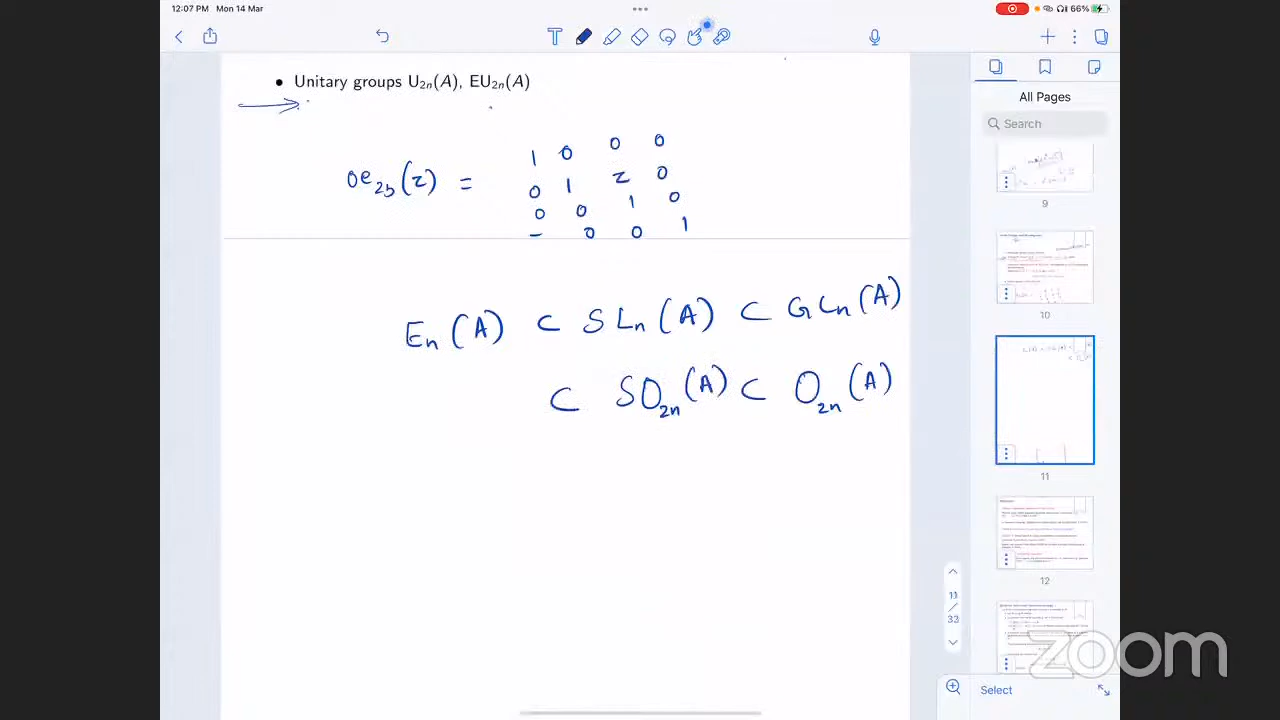 12:07 PM Mon 14 Mar
66%
• Unitary groups U₂ₙ(A), EU₂ₙ(A)
oe₂₃(z) =
1 0 0 0
0 1 z 0
0 0 1 0
– 0 0 1
Eₙ(A) ⊂ SLₙ(A) ⊂ GLₙ(A)
⊂ SO₂ₙ(A) ⊂ O₂ₙ(A)
All Pages
Search
9
10
11
12
11
/
33
Select
zoom